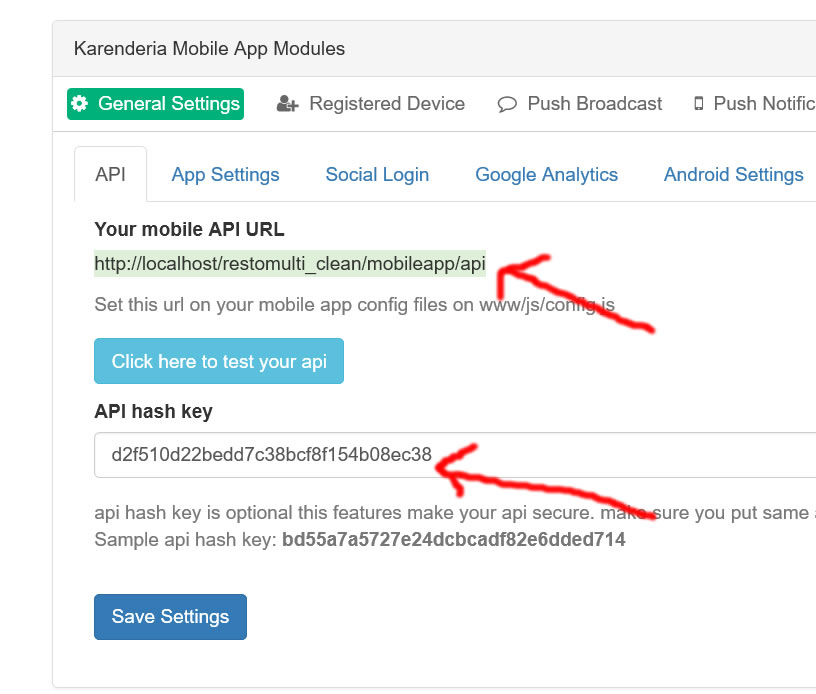 Karenderia Mobile App Modules
General Settings Registered Device Push Broadcast Push Notific
API App Settings Social Login Google Analytics Android Settings
Your mobile API URL
http://localhost/restomulti_clean/mobileapp/api
Set this url on your mobile app config files on www/js/config.js
Click here to test your api
API hash key
d2f510d22bedd7c38bcf8f154b08ec38
api hash key is optional this features make your api secure. make sure you put same a
Sample api hash key: bd55a7a5727e24dcbcadf82e6dded714
Save Settings